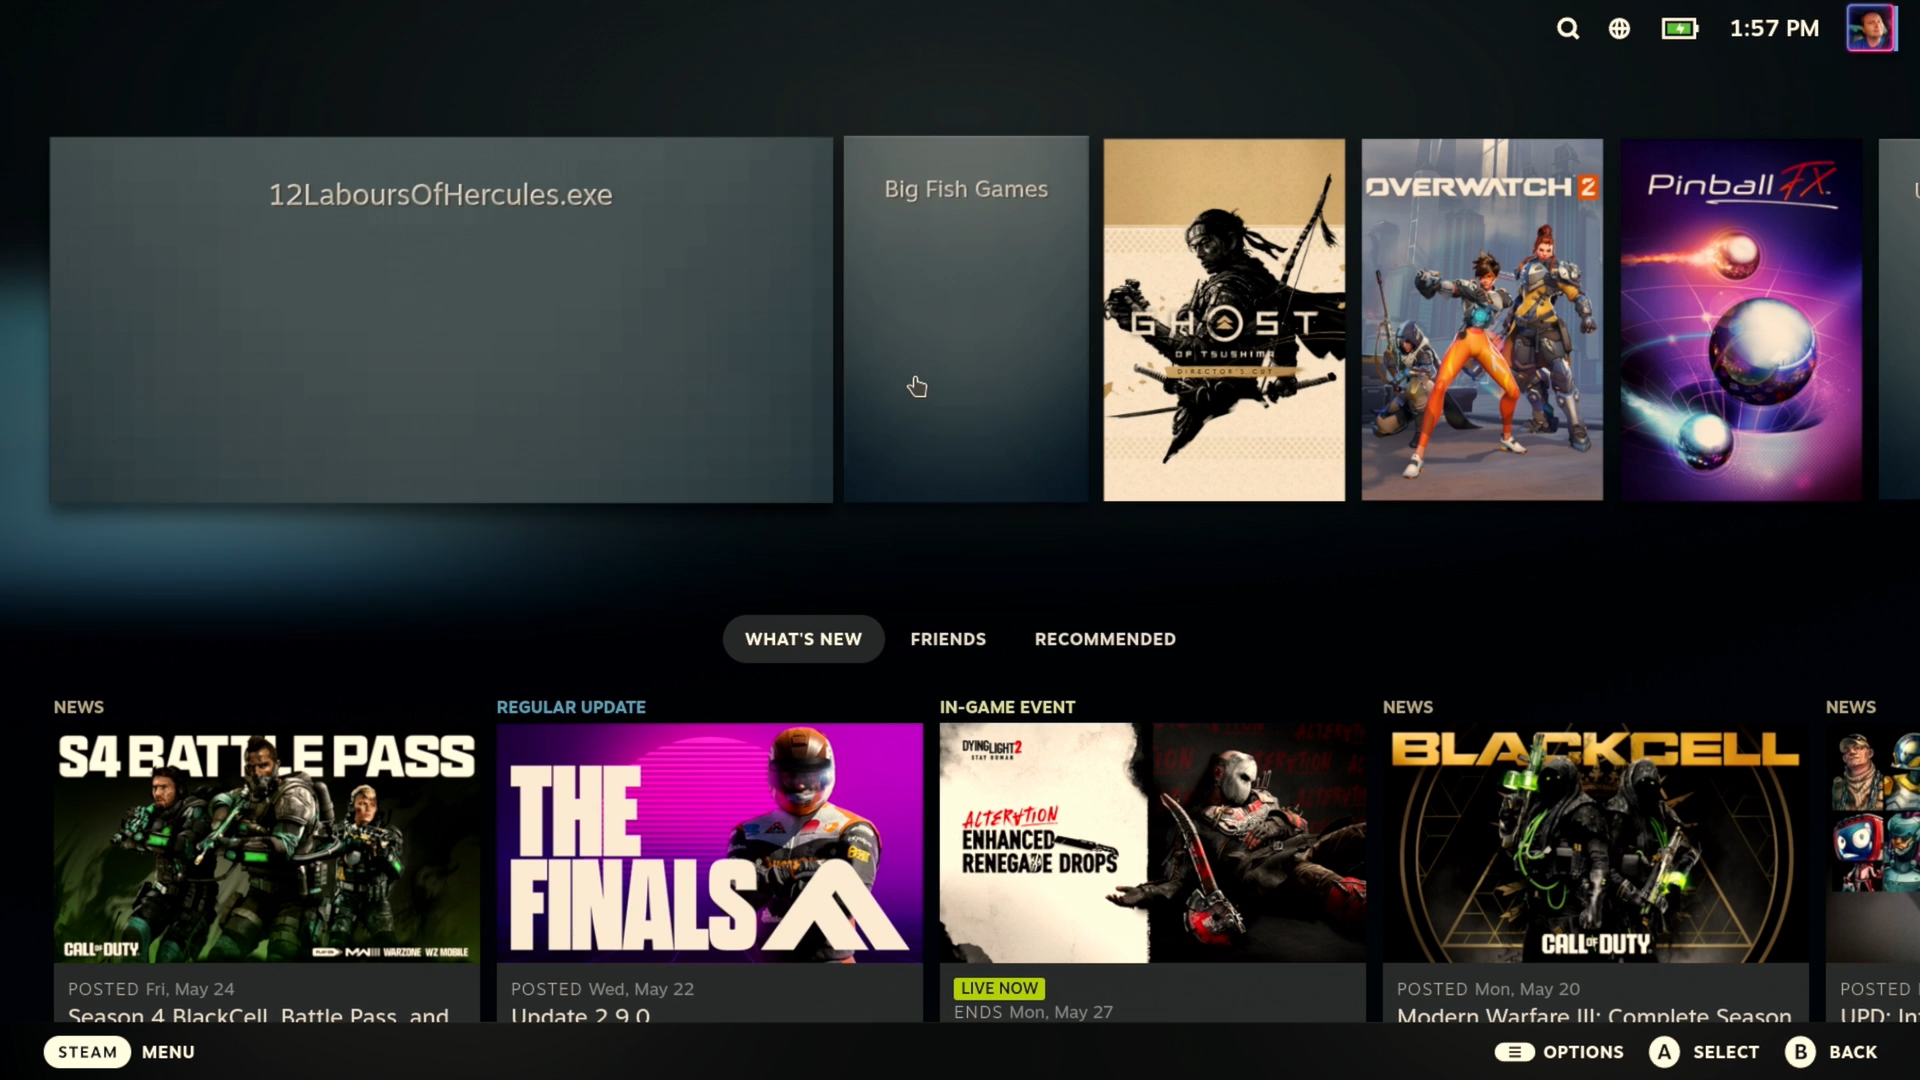 1:57 PM
12LaboursOfHercules.exe
Big Fish Games
GHOST
OF TSUSHIMA
DIRECTOR'S CUT
OVERWATCH 2
Pinball FX
WHAT'S NEW
FRIENDS
RECOMMENDED
NEWS
REGULAR UPDATE
IN-GAME EVENT
NEWS
NEWS
S4 BATTLE PASS
CALL OF DUTY
MWIII WARZONE WZ MOBILE
THE
FINALS
DYING LIGHT 2
STAY HUMAN
ALTERATION
ENHANCED
RENEGADE DROPS
BLACKCELL
CALL OF DUTY
POSTED Fri, May 24
Season 4 BlackCell, Battle Pass, and
POSTED Wed, May 22
Update 2.9.0
LIVE NOW
ENDS Mon, May 27
POSTED Mon, May 20
Modern Warfare III: Complete Season
POSTED
UPD:
STEAM MENU
OPTIONS
A SELECT
B BACK